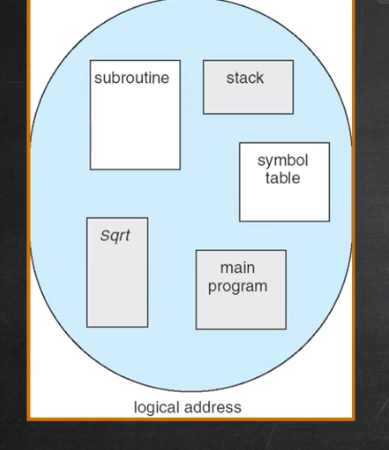 subroutine
stack
symbol
table
Sqrt
main
program
logical address